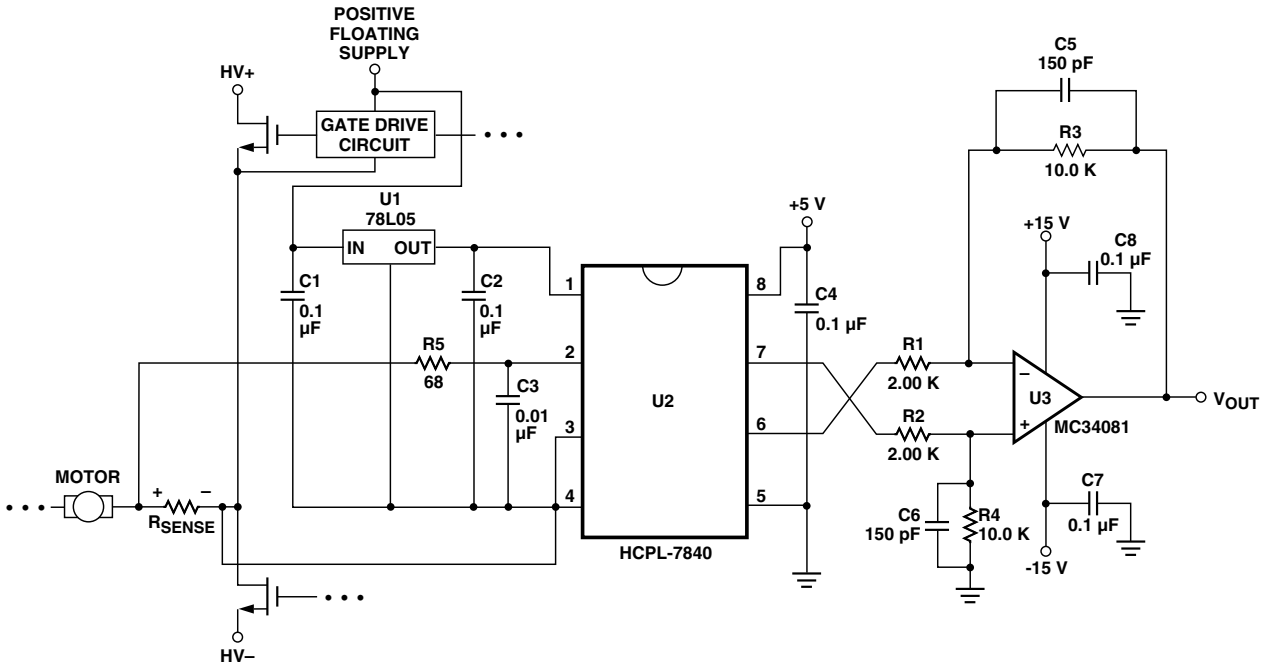 POSITIVE
FLOATING
SUPPLY
HV+
GATE DRIVE
CIRCUIT
• • •
U1
78L05
IN OUT
C1
0.1
µF
C2
0.1
µF
R5
68
C3
0.01
µF
MOTOR
• • •
+ –
RSENSE
• • •
HV–
1
2
3
4
U2
8
7
6
5
HCPL-7840
+5 V
C4
0.1 µF
R1
2.00 K
R2
2.00 K
C5
150 pF
R3
10.0 K
+15 V
C8
0.1 µF
–
U3
+
MC34081
VOUT
C6
150 pF
R4
10.0 K
C7
0.1 µF
-15 V